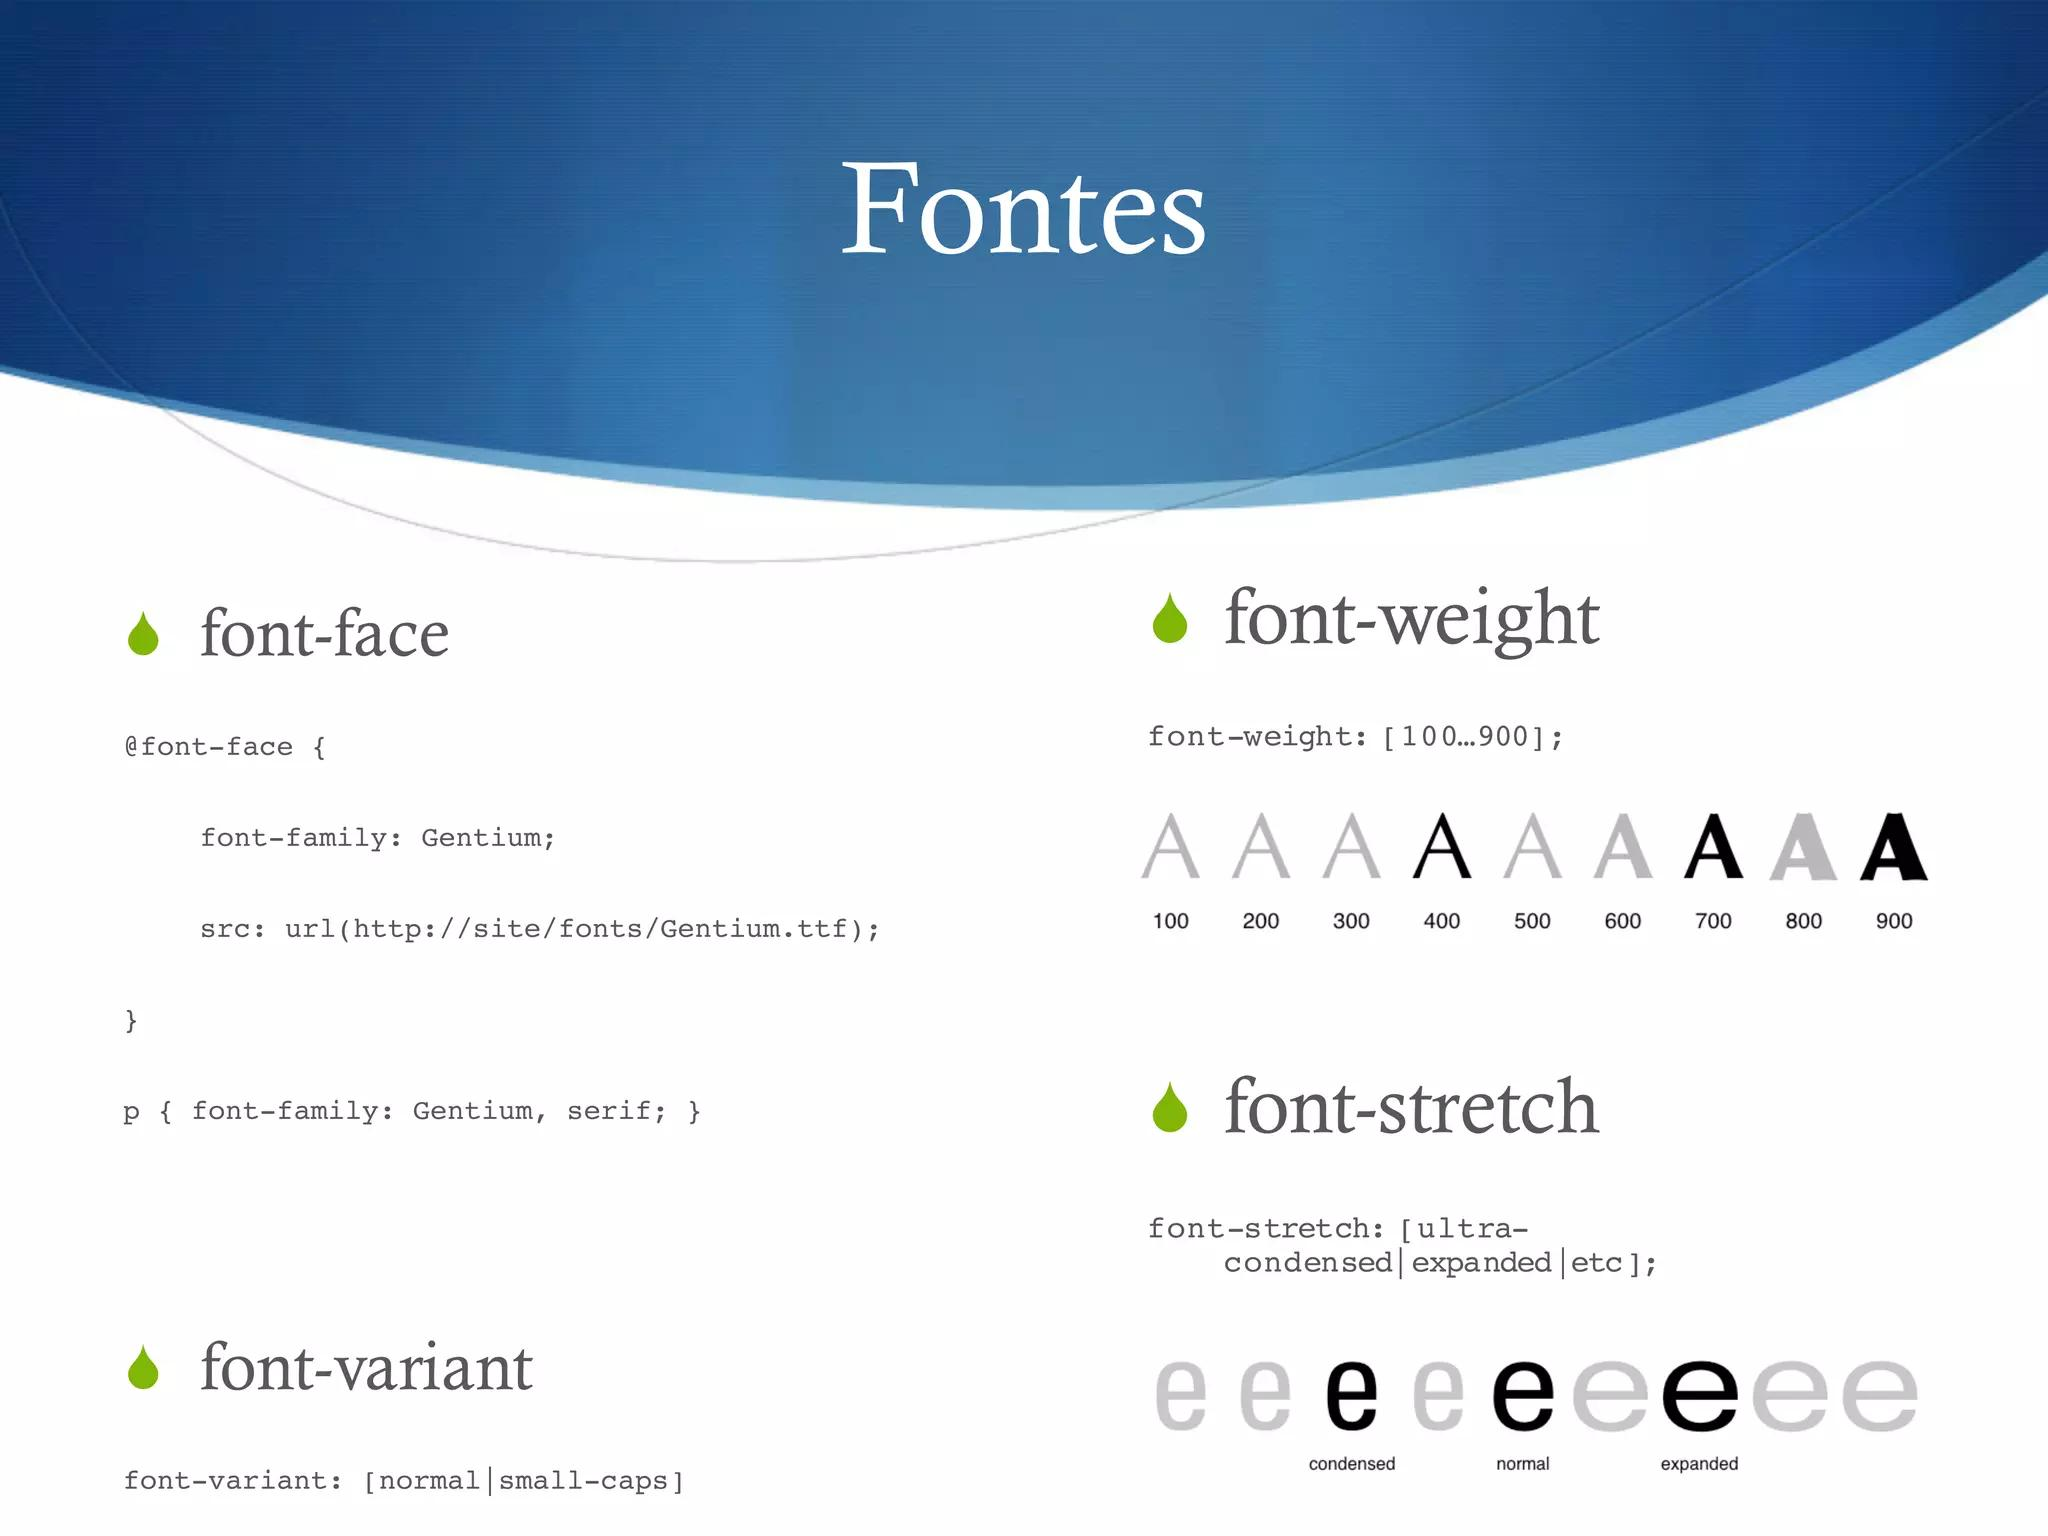 Fontes
font-face
@font-face {
font-family: Gentium;
src: url(http://site/fonts/Gentium.ttf);
}
p { font-family: Gentium, serif; }
font-variant
font-variant: [normal|small-caps]
font-weight
font-weight: [100…900];
A A A A A A A A A
100 200 300 400 500 600 700 800 900
font-stretch
font-stretch: [ultra-
condensed|expanded|etc];
e e e e e e e e e
condensed normal expanded